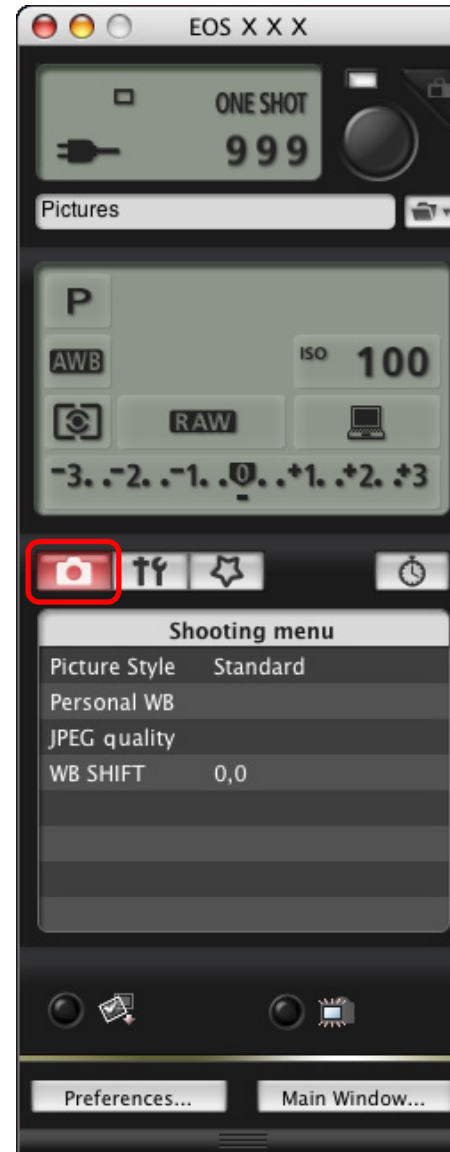 EOS X X X
ONE SHOT
999
Pictures
P
AWB
ISO 100
RAW
-3..-2..-1..0..+1..+2..+3
Shooting menu
Picture Style Standard
Personal WB
JPEG quality
WB SHIFT 0,0
Preferences... Main Window...